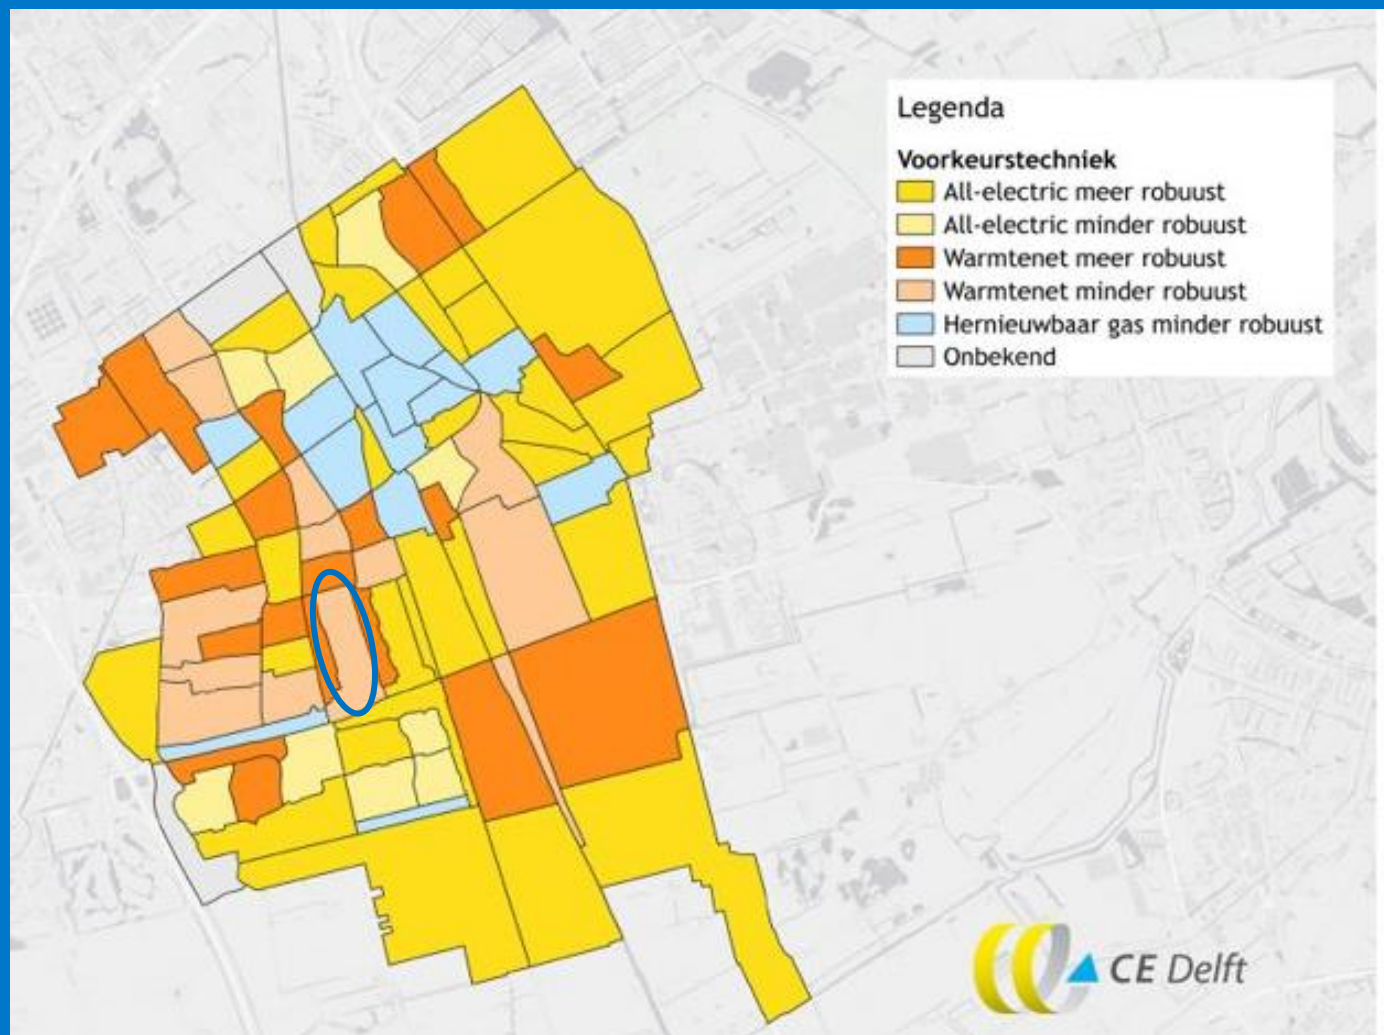 Legenda
Voorkeurstechniek
All-electric meer robuust
All-electric minder robuust
Warmtenet meer robuust
Warmtenet minder robuust
Hernieuwbaar gas minder robuust
Onbekend
CE Delft